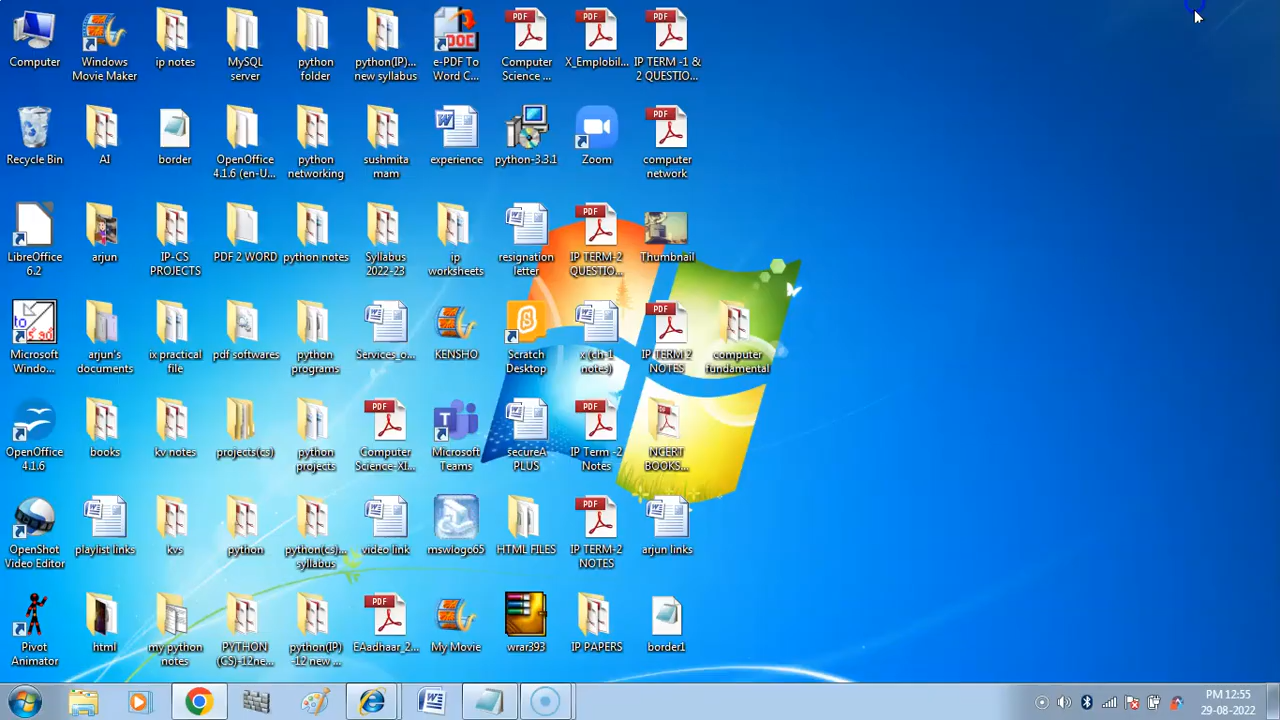 Computer
Windows
Movie Maker
ip notes
MySQL
server
python
folder
python(IP)...
new syllabus
e-PDF To
Word C...
Computer
Science ...
X_Emplobil...
IP TERM -1 &
2 QUESTIO...
Recycle Bin
AI
border
OpenOffice
4.1.6 (en-U...
python
networking
sushmita
mam
experience
python-3.3.1
Zoom
computer
network
LibreOffice
6.2
arjun
IP-CS
PROJECTS
PDF 2 WORD
python notes
Syllabus
2022-23
ip
worksheets
resignation
letter
IP TERM-2
QUESTIO...
Thumbnail
Microsoft
Windo...
arjun's
documents
ix practical
file
pdf softwares
python
programs
Services_o...
KENSHO
Scratch
Desktop
x (ch-1
notes)
IP TERM 2
NOTES
computer
fundamental
OpenOffice
4.1.6
books
kv notes
projects(cs)
python
projects
Computer
Science-XI...
Microsoft
Teams
secureA
PLUS
IP Term -2
Notes
NCERT
BOOKS...
OpenShot
Video Editor
playlist links
kvs
python
python(cs)...
syllabus
video link
mswlogo65
HTML FILES
IP TERM-2
NOTES
arjun links
Pivot
Animator
html
my python
notes
PYTHON
(CS)-12ne...
python(IP)
-12 new ...
EAadhaar_2...
My Movie
wrar393
IP PAPERS
border1
PM 12:55
29-08-2022